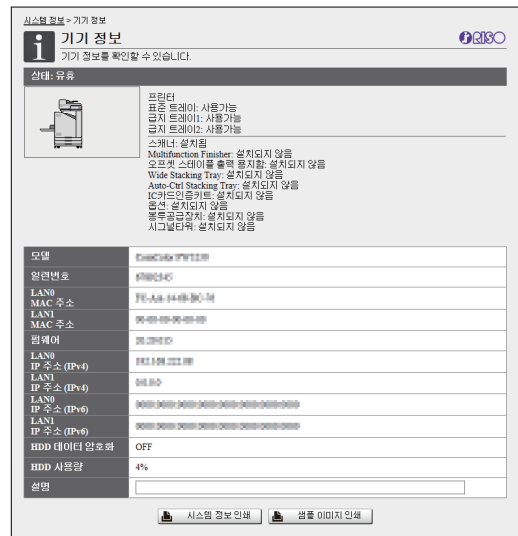 시스템 정보 > 기기 정보
기기 정보
RISO
기기 정보를 확인할 수 있습니다.
상태: 유휴
프린터
표준 트레이: 사용가능
급지 트레이1: 사용가능
급지 트레이2: 사용가능
스캐너: 설치됨
Multifunction Finisher: 설치되지 않음
오프셋 스테이플 출력 용지함: 설치되지 않음
Wide Stacking Tray: 설치되지 않음
Auto-Ctrl Stacking Tray: 설치되지 않음
IC카드인증키트: 설치되지 않음
옵션: 설치되지 않음
봉투공급장치: 설치되지 않음
시그널타워: 설치되지 않음
모델
일련번호
LAN0
MAC 주소
LAN1
MAC 주소
펌웨어
LAN0
IP 주소 (IPv4)
LAN1
IP 주소 (IPv4)
LAN0
IP 주소 (IPv6)
LAN1
IP 주소 (IPv6)
HDD 데이터 암호화 OFF
HDD 사용량 4%
설명
시스템 정보 인쇄 샘플 이미지 인쇄